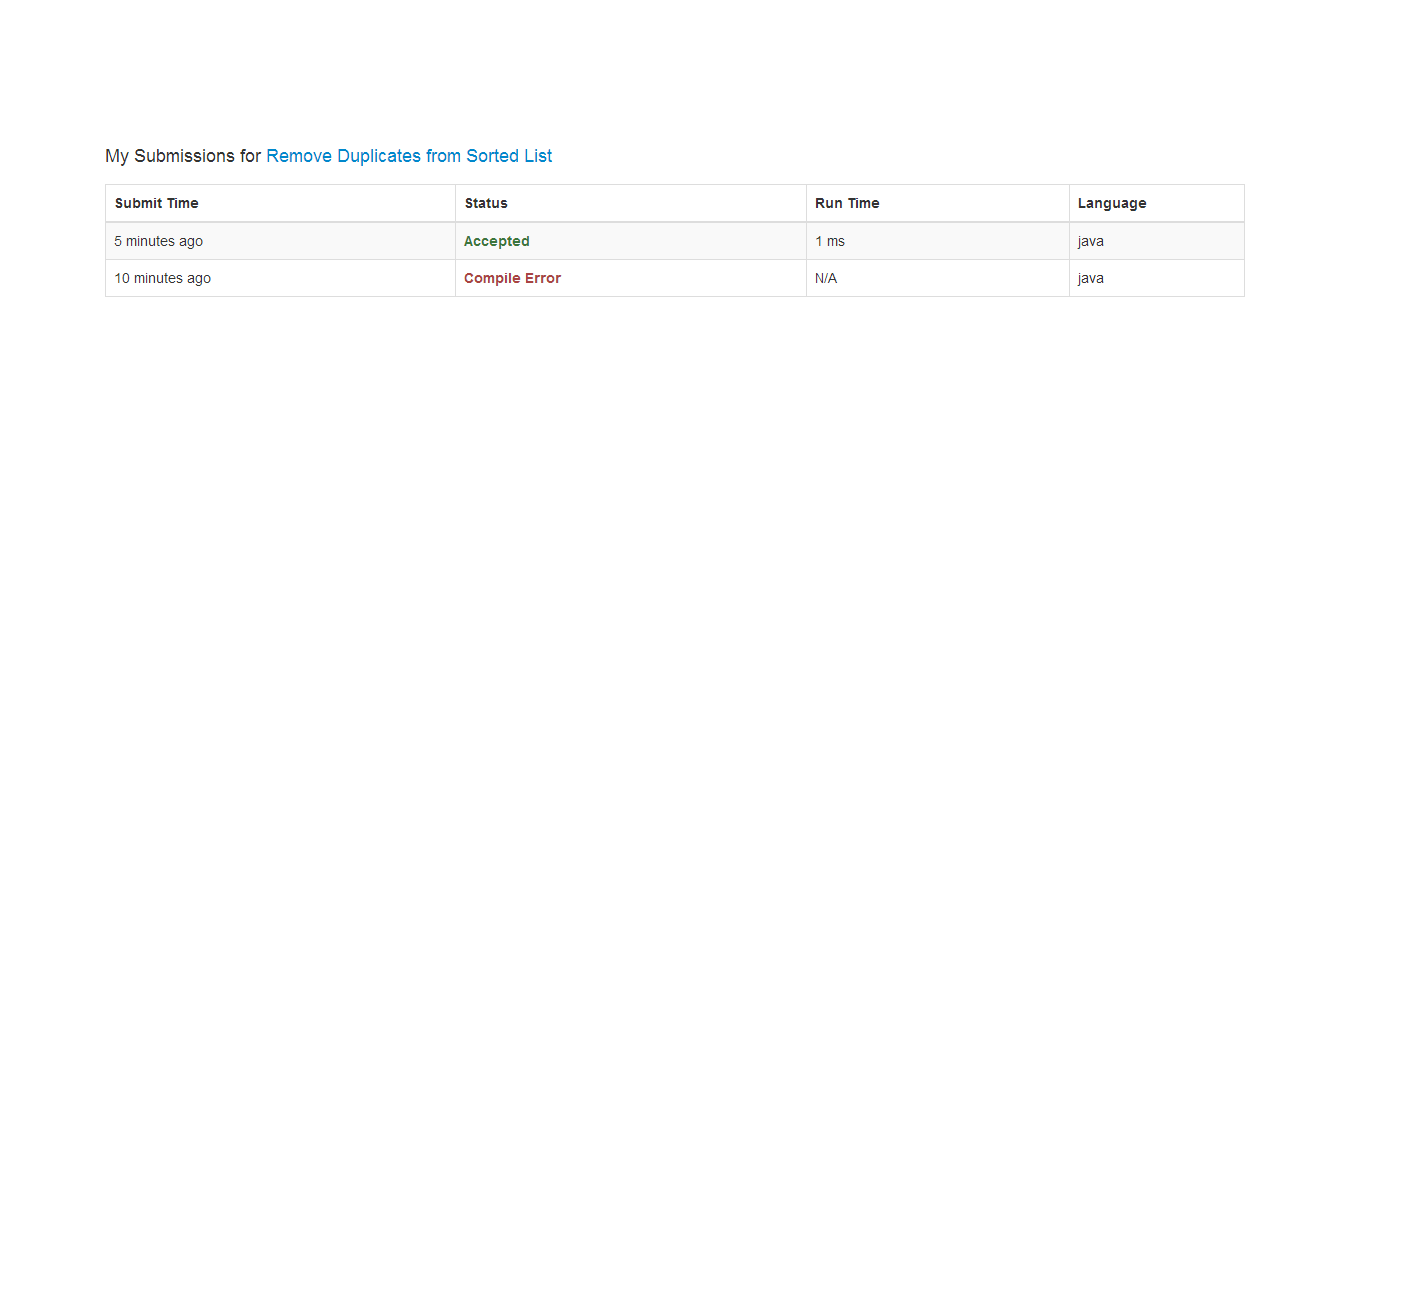 My Submissions for Remove Duplicates from Sorted List
Submit Time Status Run Time Language
5 minutes ago Accepted 1 ms java
10 minutes ago Compile Error N/A java